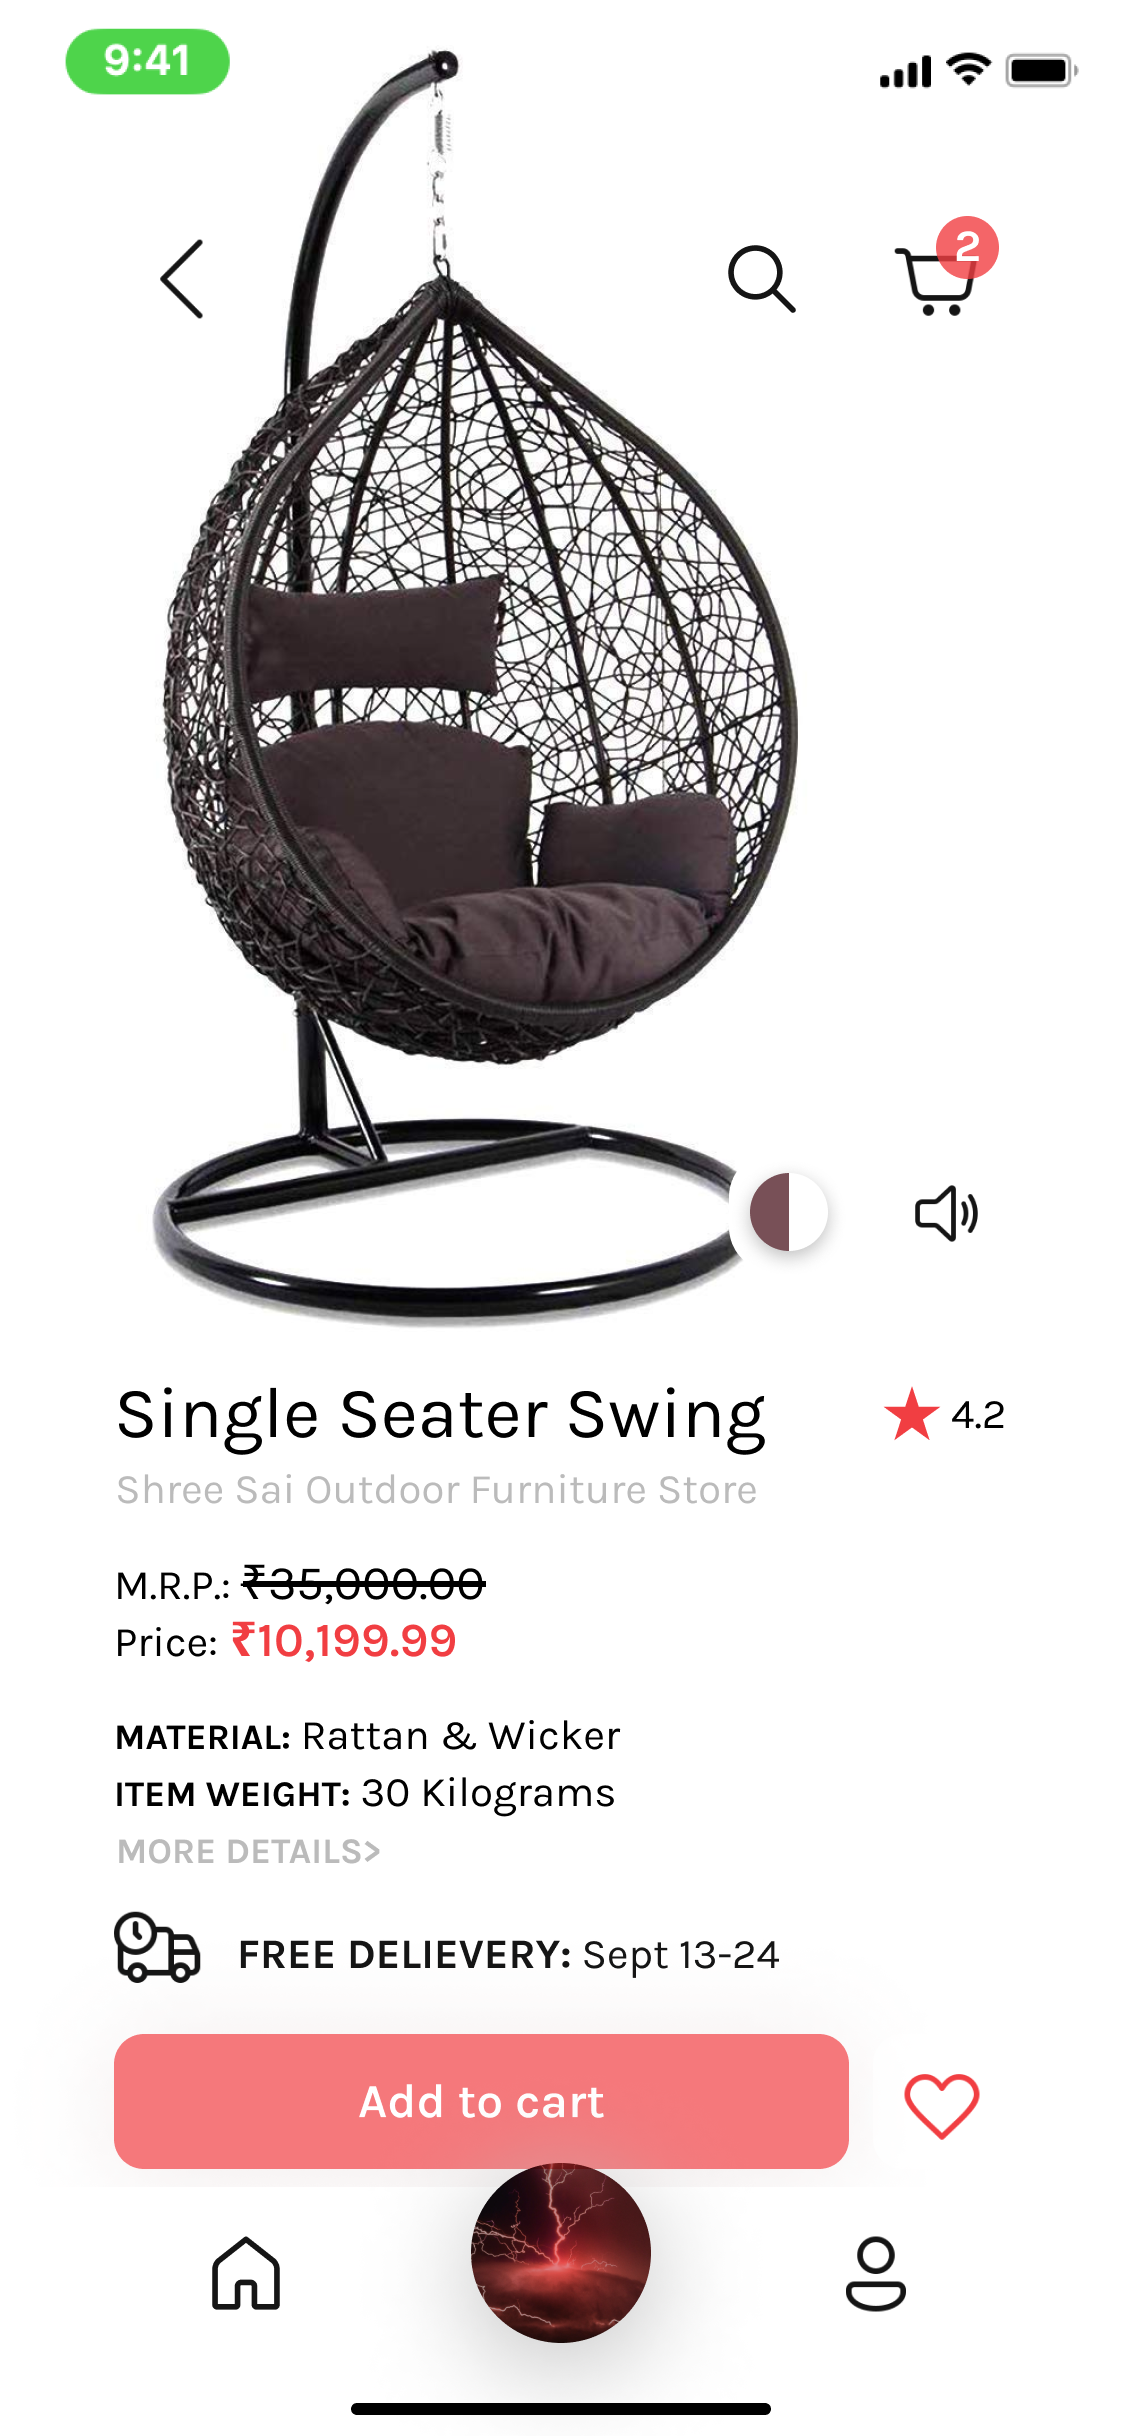 9:41
2
Single Seater Swing
4.2
Shree Sai Outdoor Furniture Store
M.R.P.: ₹35,000.00
Price: ₹10,199.99
MATERIAL: Rattan & Wicker
ITEM WEIGHT: 30 Kilograms
MORE DETAILS>
FREE DELIEVERY: Sept 13-24
Add to cart